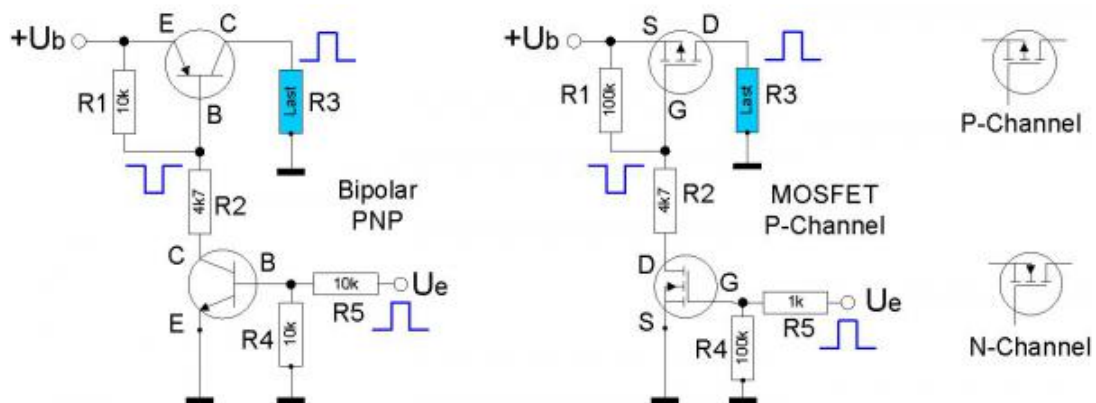 +Ub
E
C
B
R1
10k
Last
R3
4k7
R2
Bipolar
PNP
C
B
E
10k
R5
Ue
R4
10k
+Ub
S
D
G
R1
100k
Last
R3
4k7
R2
MOSFET
P-Channel
D
G
S
1k
R5
Ue
R4
100k
P-Channel
N-Channel